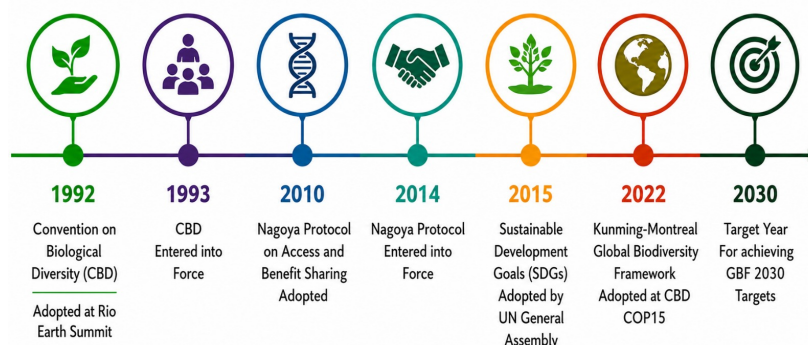 1992
Convention on
Biological
Diversity (CBD)
Adopted at Rio
Earth Summit
1993
CBD
Entered into
Force
2010
Nagoya Protocol
on Access and
Benefit Sharing
Adopted
2014
Nagoya Protocol
Entered into
Force
2015
Sustainable
Development
Goals (SDGs)
Adopted by
UN General
Assembly
2022
Kunming-Montreal
Global Biodiversity
Framework
Adopted at CBD
COP15
2030
Target Year
For achieving
GBF 2030
Targets